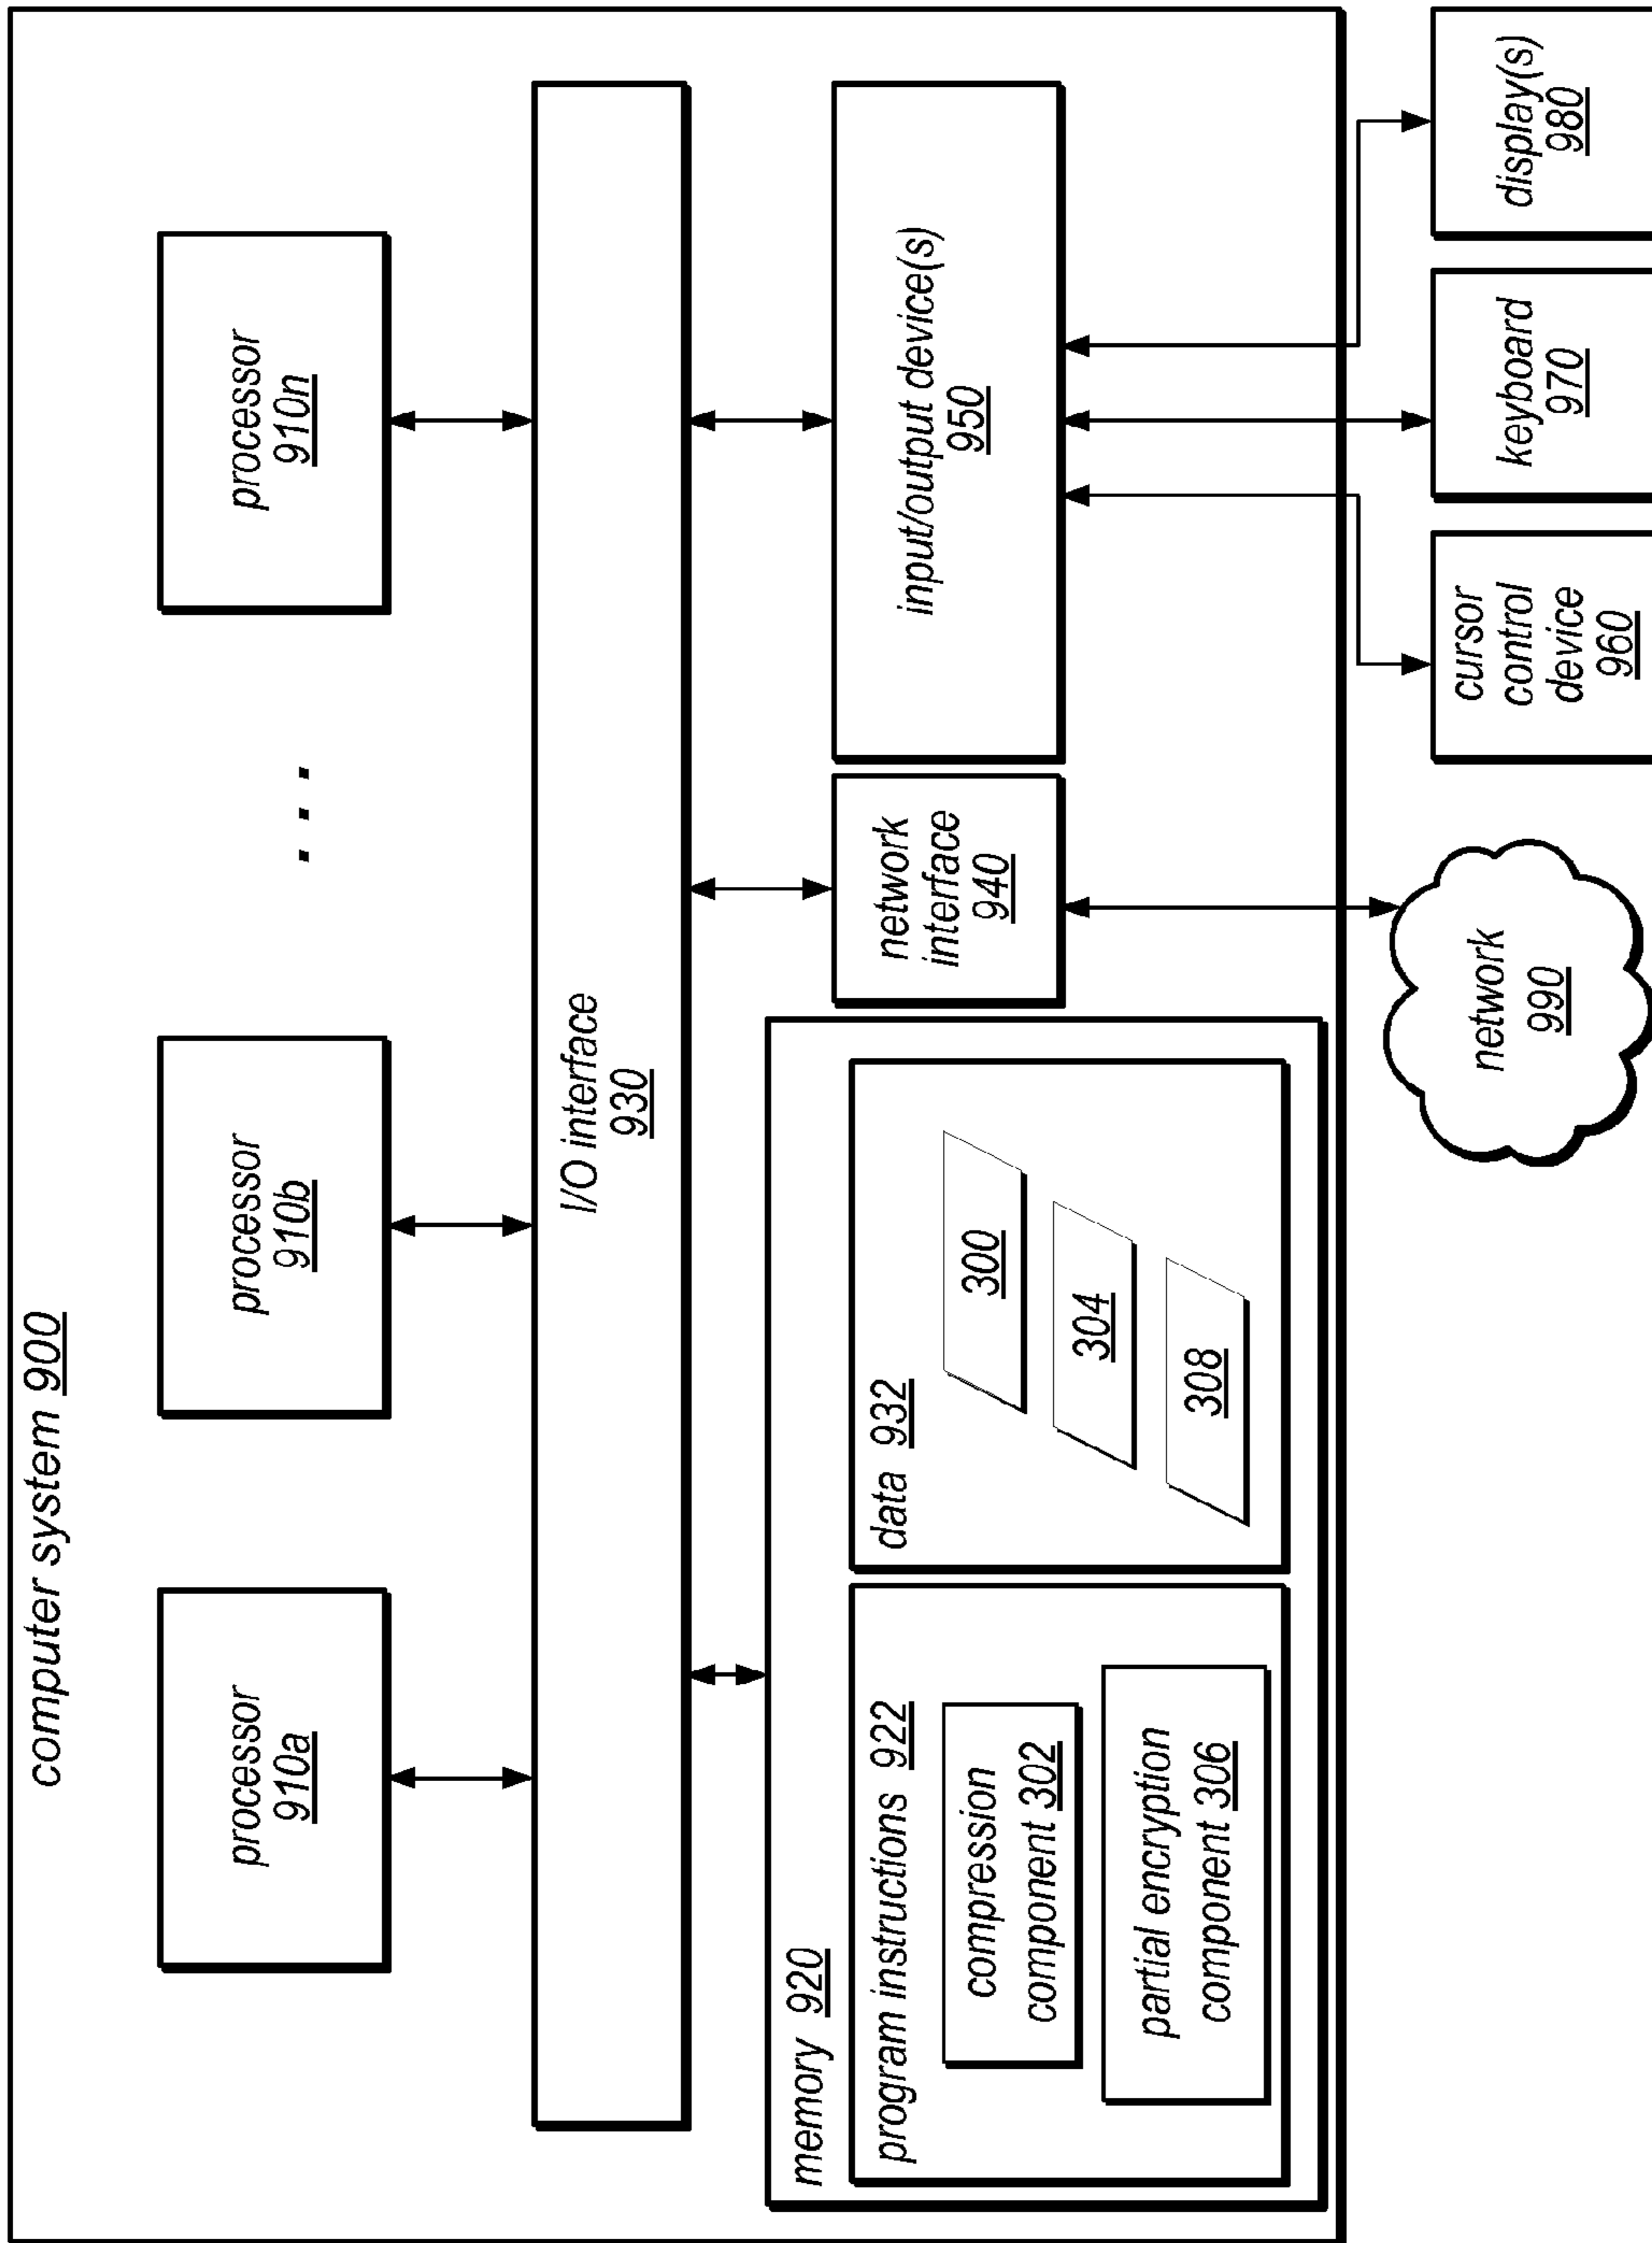 computer system 900
processor
910a
processor
910b
. . .
processor
910n
I/O interface
930
memory 920
program instructions 922
compression
component 302
partial encryption
component 306
data 932
300
304
308
network
interface
940
input/output device(s)
950
network
990
cursor
control
device
960
keyboard
970
display(s)
980